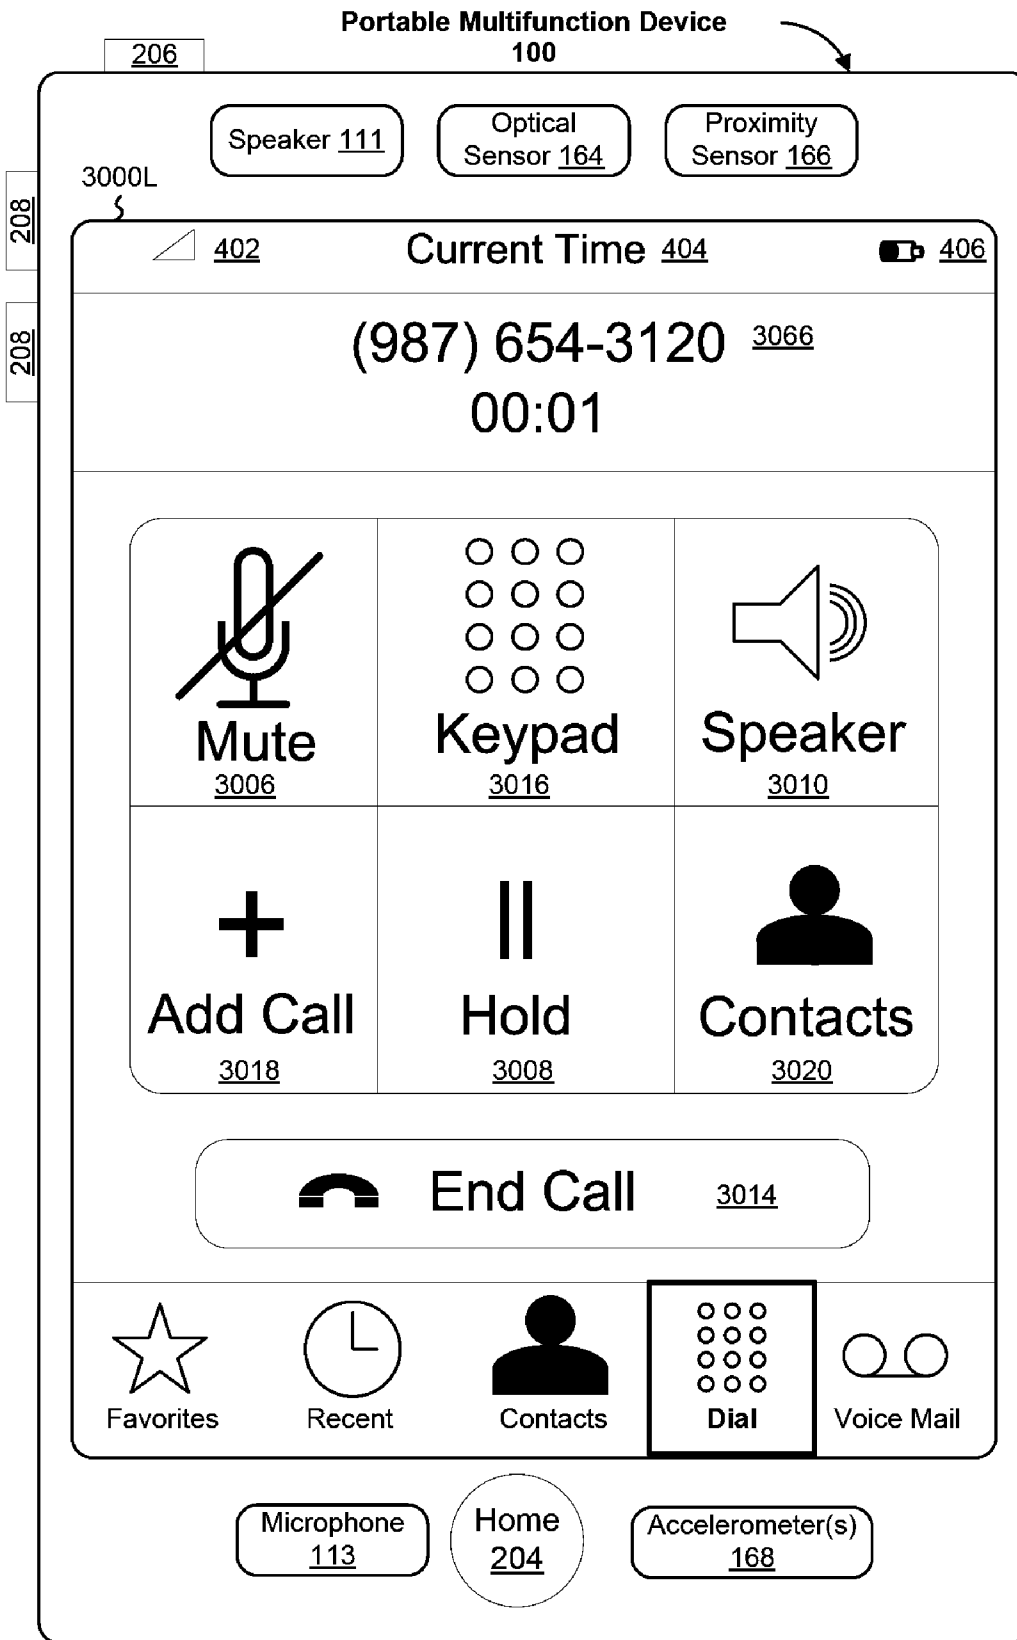 Portable Multifunction Device
100
206
Speaker 111
Optical
Sensor 164
Proximity
Sensor 166
3000L
208
208
402
Current Time 404
406
(987) 654-3120 3066
00:01
Mute
3006
Keypad
3016
Speaker
3010
Add Call
3018
Hold
3008
Contacts
3020
End Call 3014
Favorites
Recent
Contacts
Dial
Voice Mail
Microphone
113
Home
204
Accelerometer(s)
168